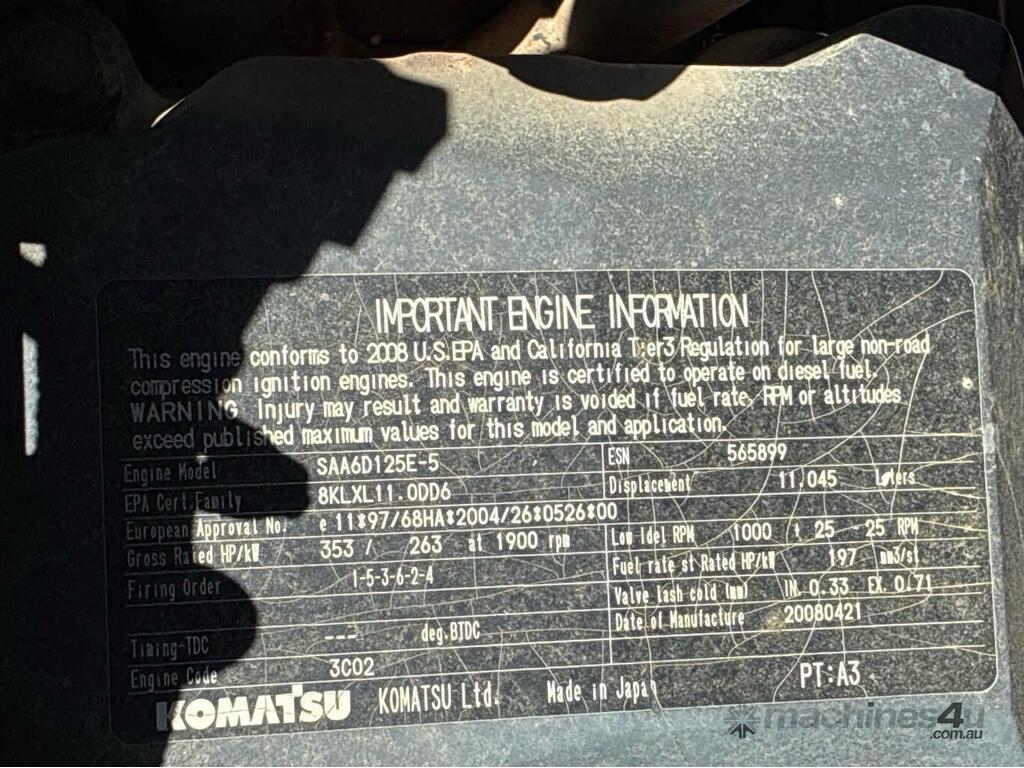 IMPORTANT ENGINE INFORMATION
This engine conforms to 2008 U.S.EPA and California Tier3 Regulation for large non-road
compression ignition engines. This engine is certified to operate on diesel fuel.
WARNING Injury may result and warranty is voided if fuel rate, RPM or altitudes
exceed published maximum values for this model and application.
Engine Model SAA6D125E-5 ESN 565899
EPA Cert.Family 8KLXL11.0DD6 Displacement 11,045 Leters
European Approval No. e 11*97/68HA*2004/26*0526*00
Gross Rated HP/kW 353 / 263 at 1900 rpm Low Idel RPM 1000 ± 25 - 25 RPM
Firing Order 1-5-3-6-2-4 Fuel rate st Rated HP/kW 197 mm3/st
Valve lash cold (mm) IN. 0.33 EX. 0.71
Timing-TDC --- deg.BTDC Date of Manufacture 20080421
Engine Code 3C02
KOMATSU KOMATSU Ltd. Made in Japan PT:A3
machines4u
.com.au